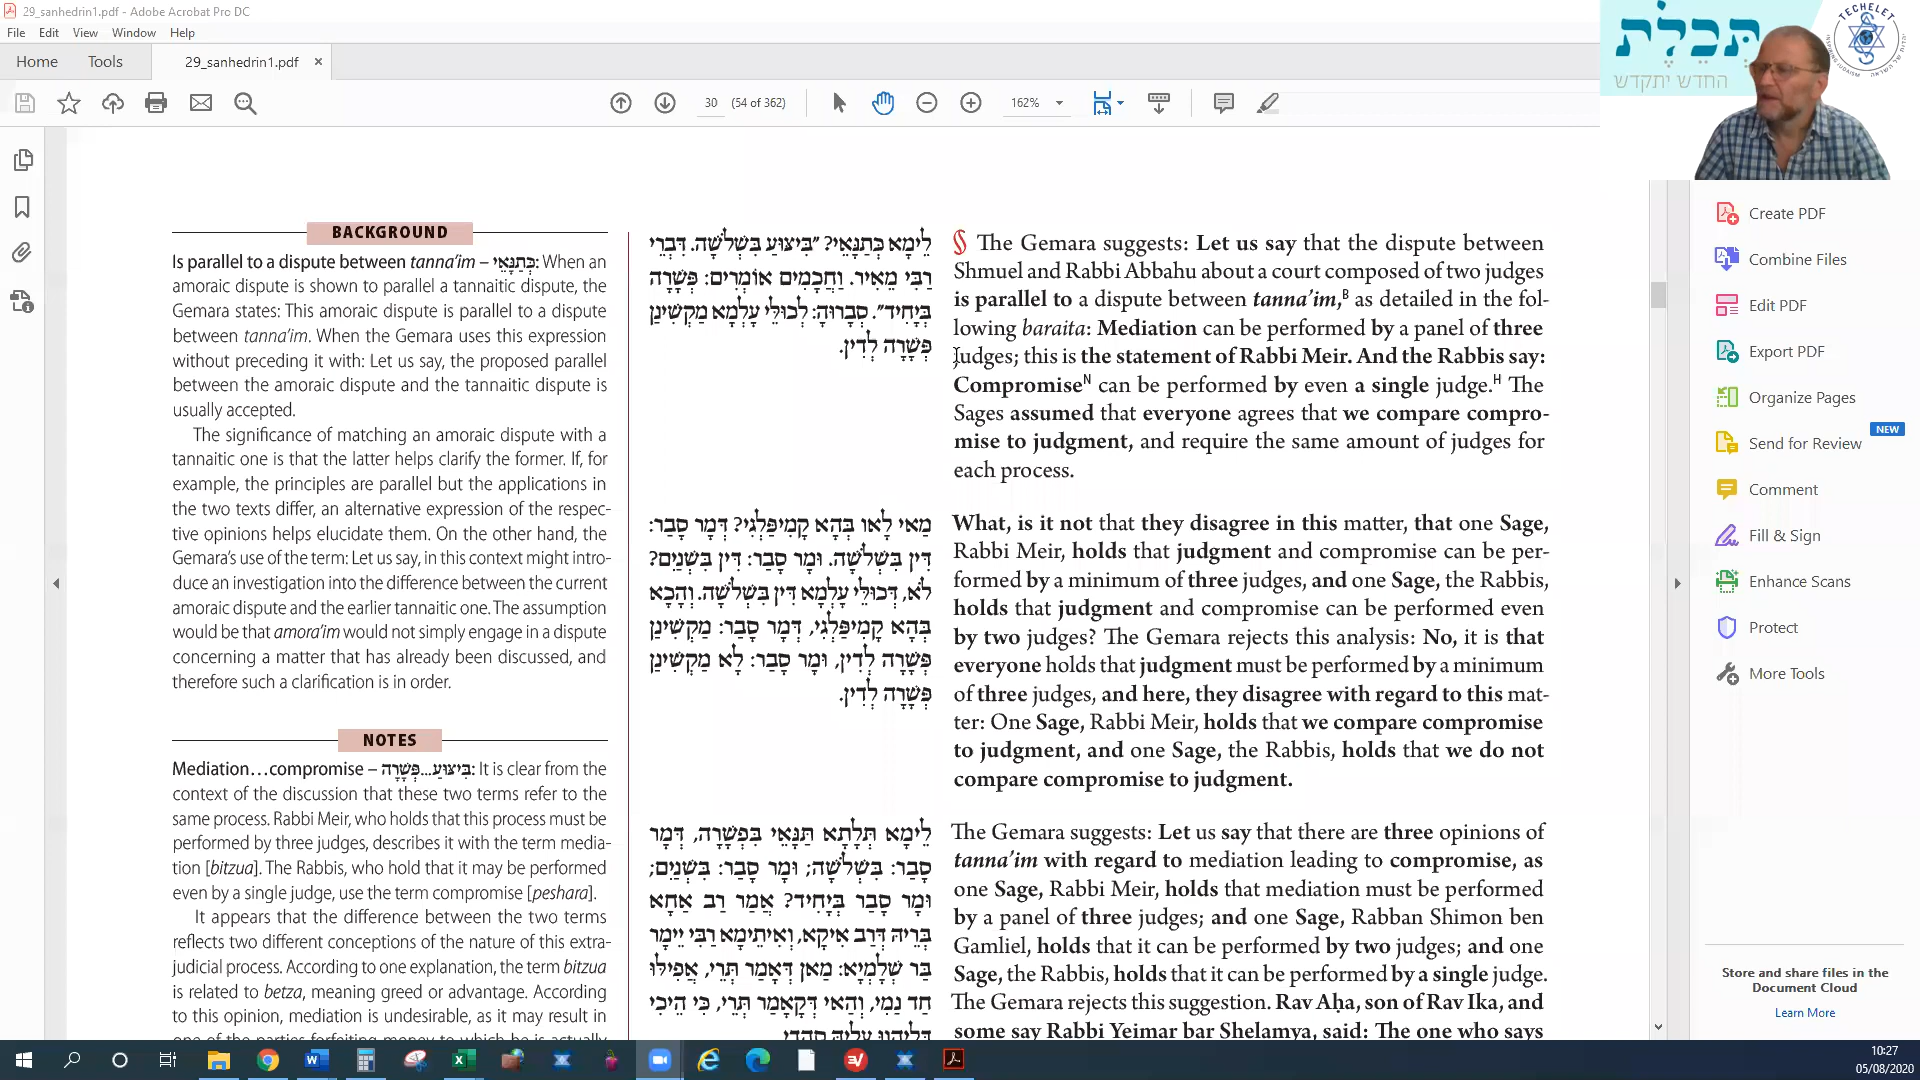 29_sanhedrin1.pdf - Adobe Acrobat Pro DC
File Edit View Window Help
Home Tools 29_sanhedrin1.pdf ×
30 (54 of 362) 162%
תְּכֵלֶת
החדש יתקדש
TECHELET
BACKGROUND
Is parallel to a dispute between tanna’im – כְּתַנָּאֵי: When an
amoraic dispute is shown to parallel a tannaitic dispute, the
Gemara states: This amoraic dispute is parallel to a dispute
between tanna’im. When the Gemara uses this expression
without preceding it with: Let us say, the proposed parallel
between the amoraic dispute and the tannaitic dispute is
usually accepted.
The significance of matching an amoraic dispute with a
tannaitic one is that the latter helps clarify the former. If, for
example, the principles are parallel but the applications in
the two texts differ, an alternative expression of the respec-
tive opinions helps elucidate them. On the other hand, the
Gemara’s use of the term: Let us say, in this context might intro-
duce an investigation into the difference between the current
amoraic dispute and the earlier tannaitic one. The assumption
would be that amora’im would not simply engage in a dispute
concerning a matter that has already been discussed, and
therefore such a clarification is in order.
NOTES
Mediation…compromise – בִּיצּוּעַ...פְּשָׁרָה: It is clear from the
context of the discussion that these two terms refer to the
same process. Rabbi Meir, who holds that this process must be
performed by three judges, describes it with the term media-
tion [bitzua]. The Rabbis, who hold that it may be performed
even by a single judge, use the term compromise [peshara].
It appears that the difference between the two terms
reflects two different conceptions of the nature of this extra-
judicial process. According to one explanation, the term bitzua
is related to betza, meaning greed or advantage. According
to this opinion, mediation is undesirable, as it may result in
one of the parties forfeiting money to which he is actually
לֵימָא כְּתַנָּאֵי? ״בִּיצּוּעַ בִּשְׁלֹשָׁה. דִּבְרֵי
רַבִּי מֵאִיר. וַחֲכָמִים אוֹמְרִים: פְּשָׁרָה
בְּיָחִיד״. סַבְרוּהָ: לְכוּלֵּי עָלְמָא מַקְּשִׁינַן
פְּשָׁרָה לְדִין.
מַאי לָאו בְּהָא קָמִיפַּלְגִי? דְּמָר סָבַר:
דִּין בִּשְׁלֹשָׁה. וּמָר סָבַר: דִּין בִּשְׁנַיִם?
לֹא, דְּכוּלֵּי עָלְמָא דִּין בִּשְׁלֹשָׁה. וְהָכָא
בְּהָא קָמִיפַּלְגִי, דְּמָר סָבַר: מַקְּשִׁינַן
פְּשָׁרָה לְדִין, וּמָר סָבַר: לָא מַקְּשִׁינַן
פְּשָׁרָה לְדִין.
לֵימָא תְּלָתָא תַּנָּאֵי בִּפְשָׁרָה, דְּמָר
סָבַר: בִּשְׁלֹשָׁה; וּמָר סָבַר: בִּשְׁנַיִם;
וּמָר סָבַר בְּיָחִיד? אֲמַר רַב אַחָא
בְּרֵיהּ דְּרַב אִיקָא, וְאִיתֵימָא רַבִּי יֵימַר
בַּר שֶׁלֶמְיָא: מַאן דְּאָמַר תְּרֵי, אֲפִילּוּ
חַד נַמֵי, וְהַאי דְּקָאָמַר תְּרֵי, כִּי הֵיכִי
דְּלֶיהֱווֹ עֲלֵיהּ סָהֲדֵי
The Gemara suggests: Let us say that the dispute between
Shmuel and Rabbi Abbahu about a court composed of two judges
is parallel to a dispute between tanna’im,B as detailed in the fol-
lowing baraita: Mediation can be performed by a panel of three
judges; this is the statement of Rabbi Meir. And the Rabbis say:
CompromiseN can be performed by even a single judge.H The
Sages assumed that everyone agrees that we compare compro-
mise to judgment, and require the same amount of judges for
each process.
What, is it not that they disagree in this matter, that one Sage,
Rabbi Meir, holds that judgment and compromise can be per-
formed by a minimum of three judges, and one Sage, the Rabbis,
holds that judgment and compromise can be performed even
by two judges? The Gemara rejects this analysis: No, it is that
everyone holds that judgment must be performed by a minimum
of three judges, and here, they disagree with regard to this mat-
ter: One Sage, Rabbi Meir, holds that we compare compromise
to judgment, and one Sage, the Rabbis, holds that we do not
compare compromise to judgment.
The Gemara suggests: Let us say that there are three opinions of
tanna’im with regard to mediation leading to compromise, as
one Sage, Rabbi Meir, holds that mediation must be performed
by a panel of three judges; and one Sage, Rabban Shimon ben
Gamliel, holds that it can be performed by two judges; and one
Sage, the Rabbis, holds that it can be performed by a single judge.
The Gemara rejects this suggestion. Rav Aḥa, son of Rav Ika, and
some say Rabbi Yeimar bar Shelamya, said: The one who says
Create PDF
Combine Files
Edit PDF
Export PDF
Organize Pages
Send for Review NEW
Comment
Fill & Sign
Enhance Scans
Protect
More Tools
Store and share files in the
Document Cloud
Learn More
10:27
05/08/2020